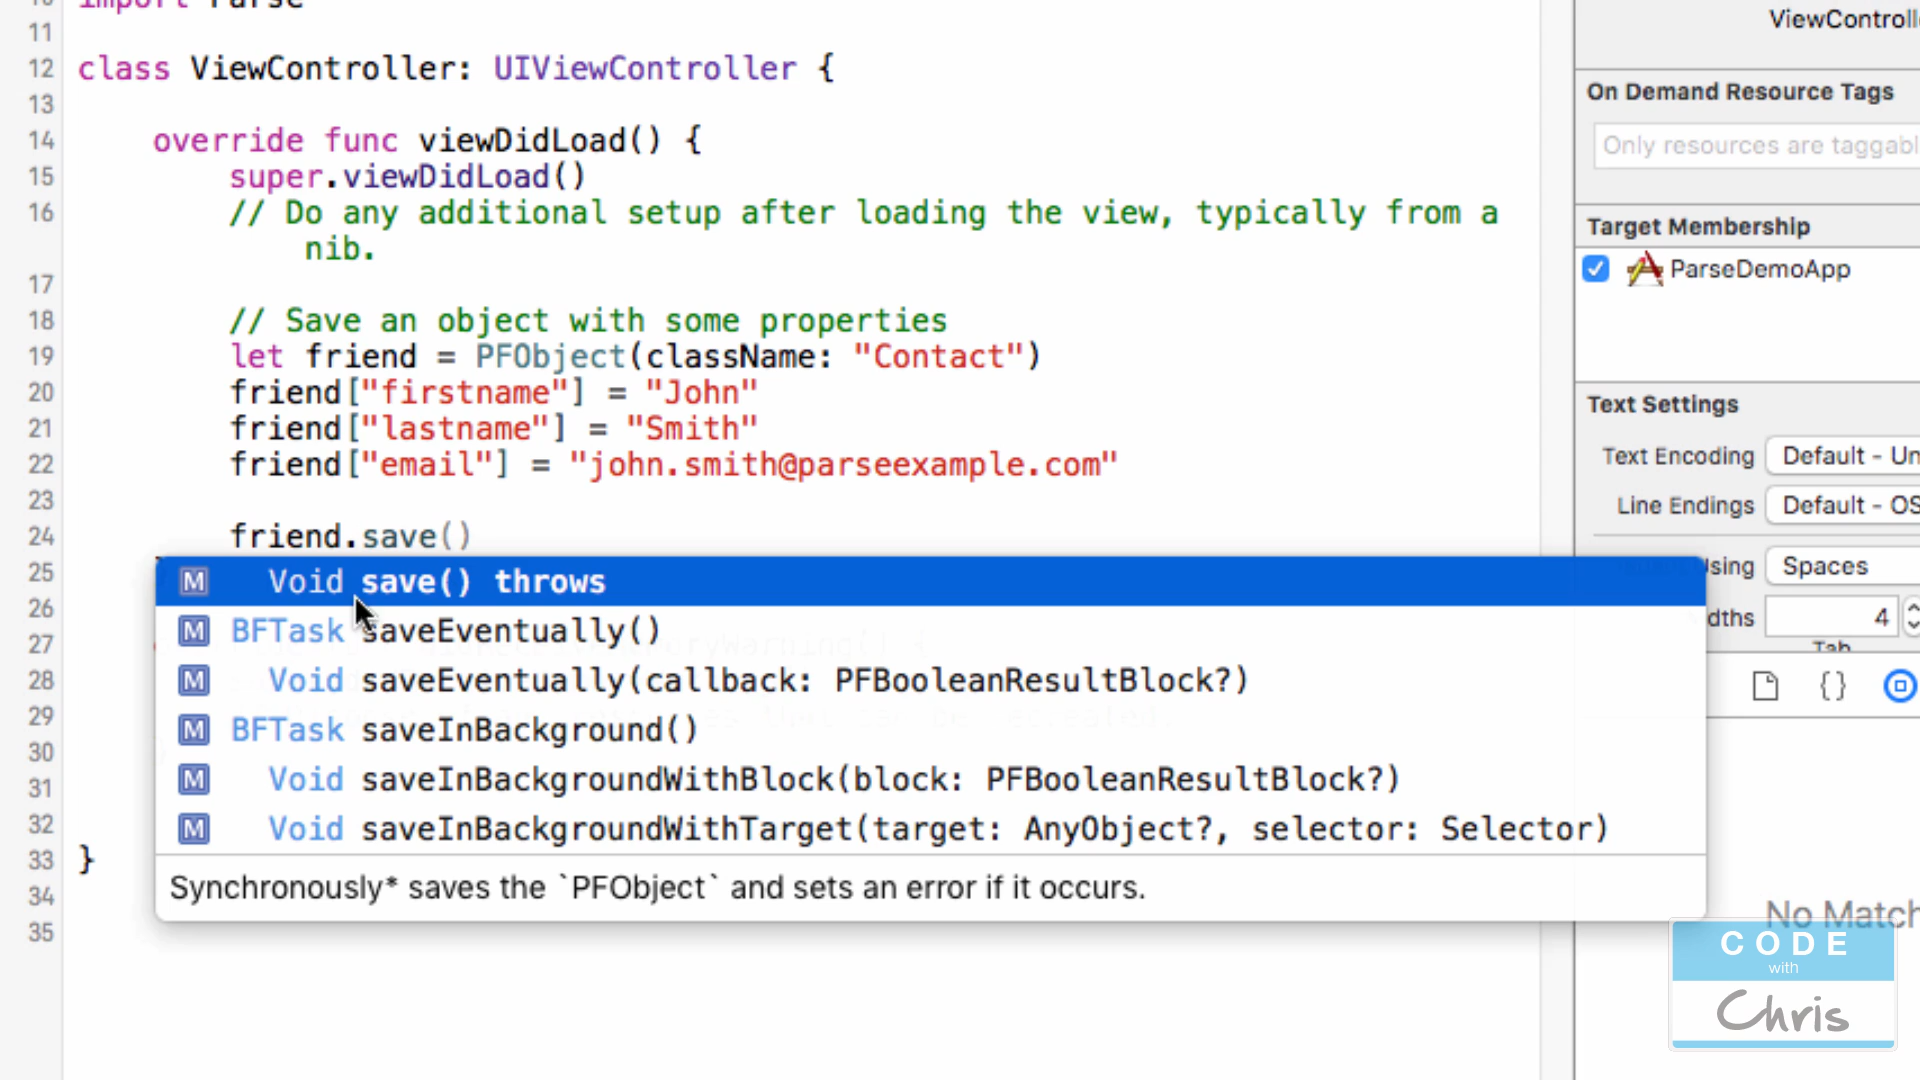 10 import Parse
11
12 class ViewController: UIViewController {
13
14 override func viewDidLoad() {
15 super.viewDidLoad()
16 // Do any additional setup after loading the view, typically from a
nib.
17
18 // Save an object with some properties
19 let friend = PFObject(className: "Contact")
20 friend["firstname"] = "John"
21 friend["lastname"] = "Smith"
22 friend["email"] = "john.smith@parseexample.com"
23
24 friend.save()
25
26
27
28
29
30
31
32
33 }
34
35
M Void save() throws
M BFTask saveEventually()
M Void saveEventually(callback: PFBooleanResultBlock?)
M BFTask saveInBackground()
M Void saveInBackgroundWithBlock(block: PFBooleanResultBlock?)
M Void saveInBackgroundWithTarget(target: AnyObject?, selector: Selector)
Synchronously* saves the `PFObject` and sets an error if it occurs.
ViewControll
On Demand Resource Tags
Only resources are taggabl
Target Membership
ParseDemoApp
Text Settings
Text Encoding Default - Un
Line Endings Default - OS
Using Spaces
dths 4
Tab
{ }
No Match
CODE
with
Chris